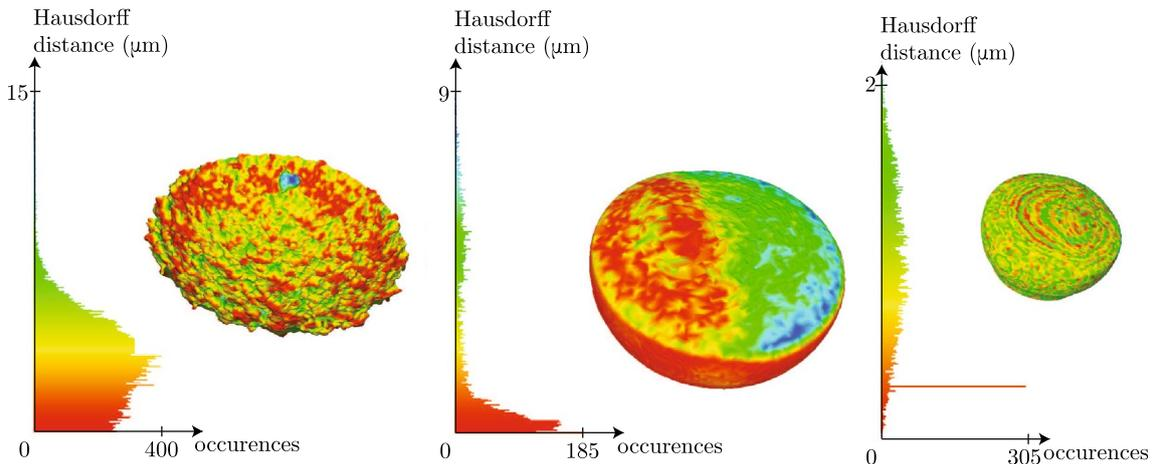 Hausdorff
distance (µm)
15
0
400
occurences
Hausdorff
distance (µm)
9
0
185
occurences
Hausdorff
distance (µm)
2
0
305
occurences